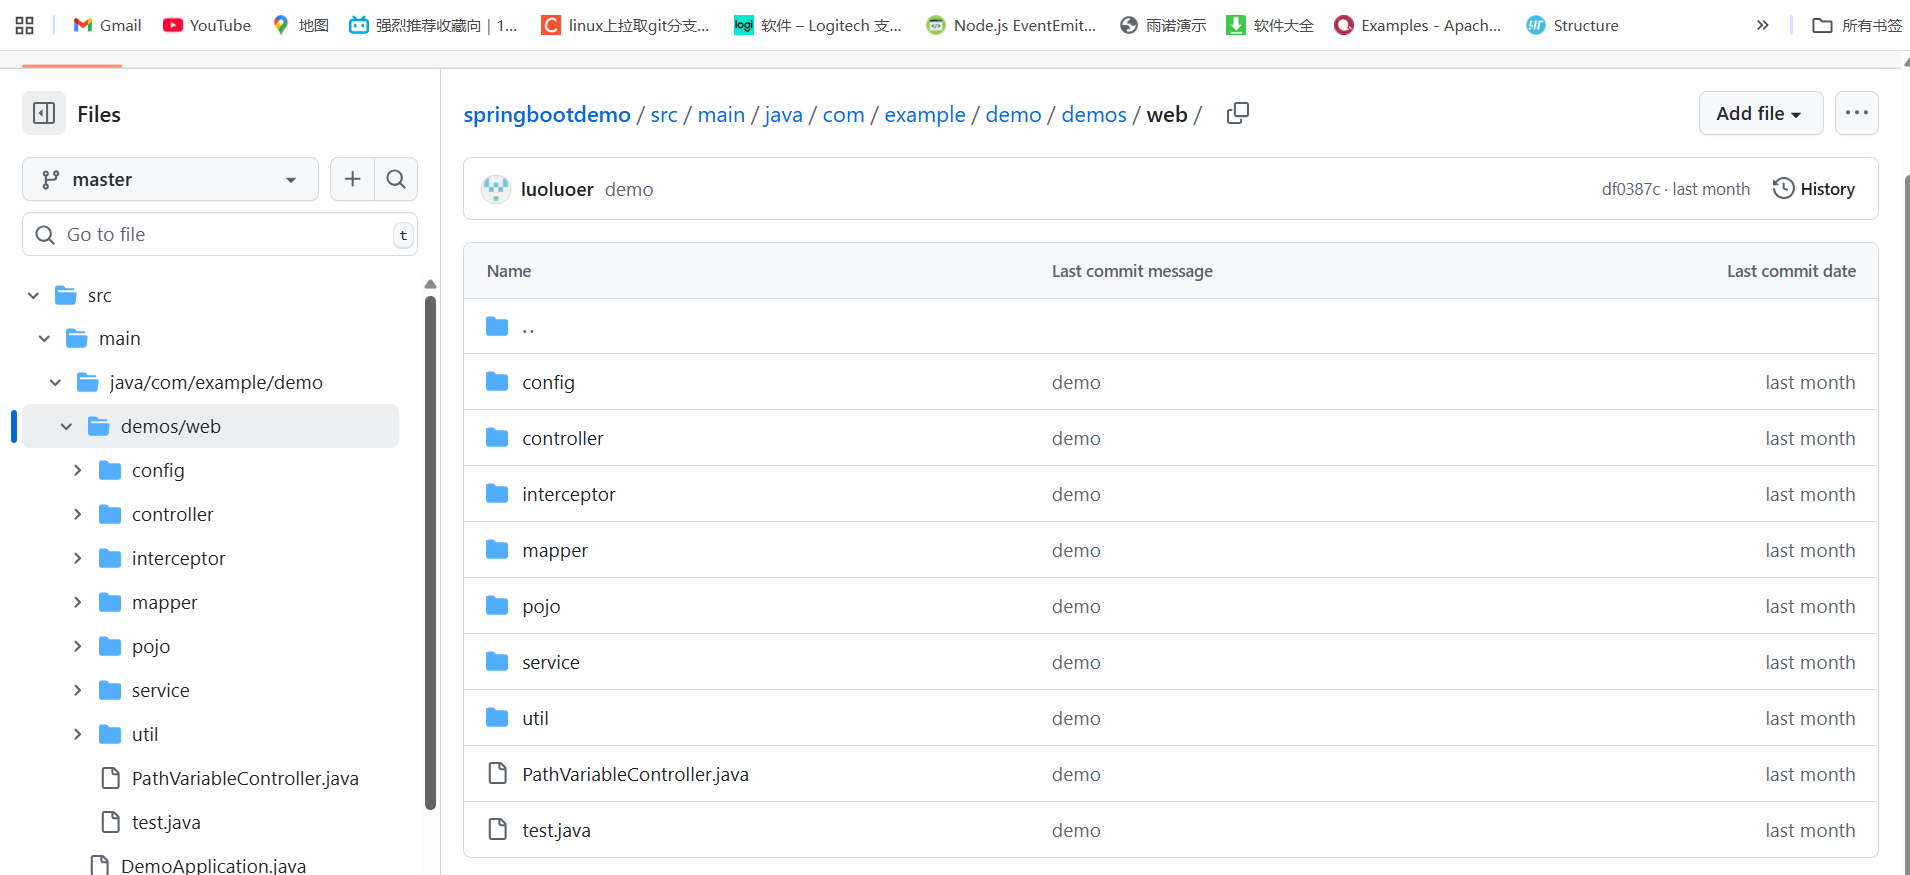 Gmail YouTube 地图 强烈推荐收藏向 | 1... linux上拉取git分支... 软件 – Logitech 支... Node.js EventEmit... 雨诺演示 软件大全 Examples - Apach... Structure » 所有书签
Files
springbootdemo / src / main / java / com / example / demo / demos / web /
Add file
master
luoluoer demo
df0387c · last month
History
Go to file
t
Name
Last commit message
Last commit date
src
main
java/com/example/demo
demos/web
config
controller
interceptor
mapper
pojo
service
util
PathVariableController.java
test.java
DemoApplication.java
..
config demo last month
controller demo last month
interceptor demo last month
mapper demo last month
pojo demo last month
service demo last month
util demo last month
PathVariableController.java demo last month
test.java demo last month